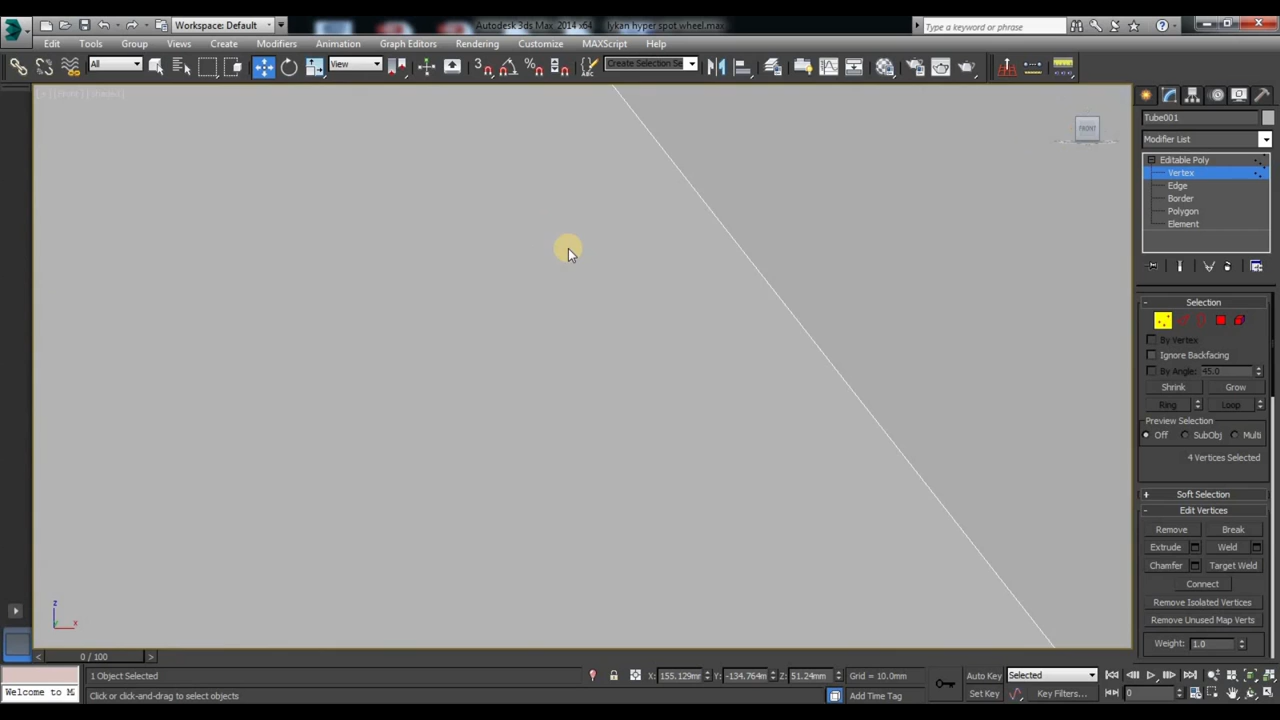 Workspace: Default
Autodesk 3ds Max 2014 x64
lykan hyper spot wheel.max
Type a keyword or phrase
Edit Tools Group Views Create Modifiers Animation Graph Editors Rendering Customize MAXScript Help
All
View
Create Selection Se
FRONT
Tube001
Modifier List
Editable Poly
Vertex
Edge
Border
Polygon
Element
Selection
By Vertex
Ignore Backfacing
By Angle: 45.0
Shrink Grow
Ring Loop
Preview Selection
Off SubObj Multi
4 Vertices Selected
Soft Selection
Edit Vertices
Remove Break
Extrude Weld
Chamfer Target Weld
Connect
Remove Isolated Vertices
Remove Unused Map Verts
Weight: 1.0
z
x
0 / 100
1 Object Selected
X: 155.129mr Y: -134.764m Z: 51.24mm Grid = 10.0mm
Auto Key Selected
Welcome to M
Click or click-and-drag to select objects
Add Time Tag
Set Key Key Filters...
0